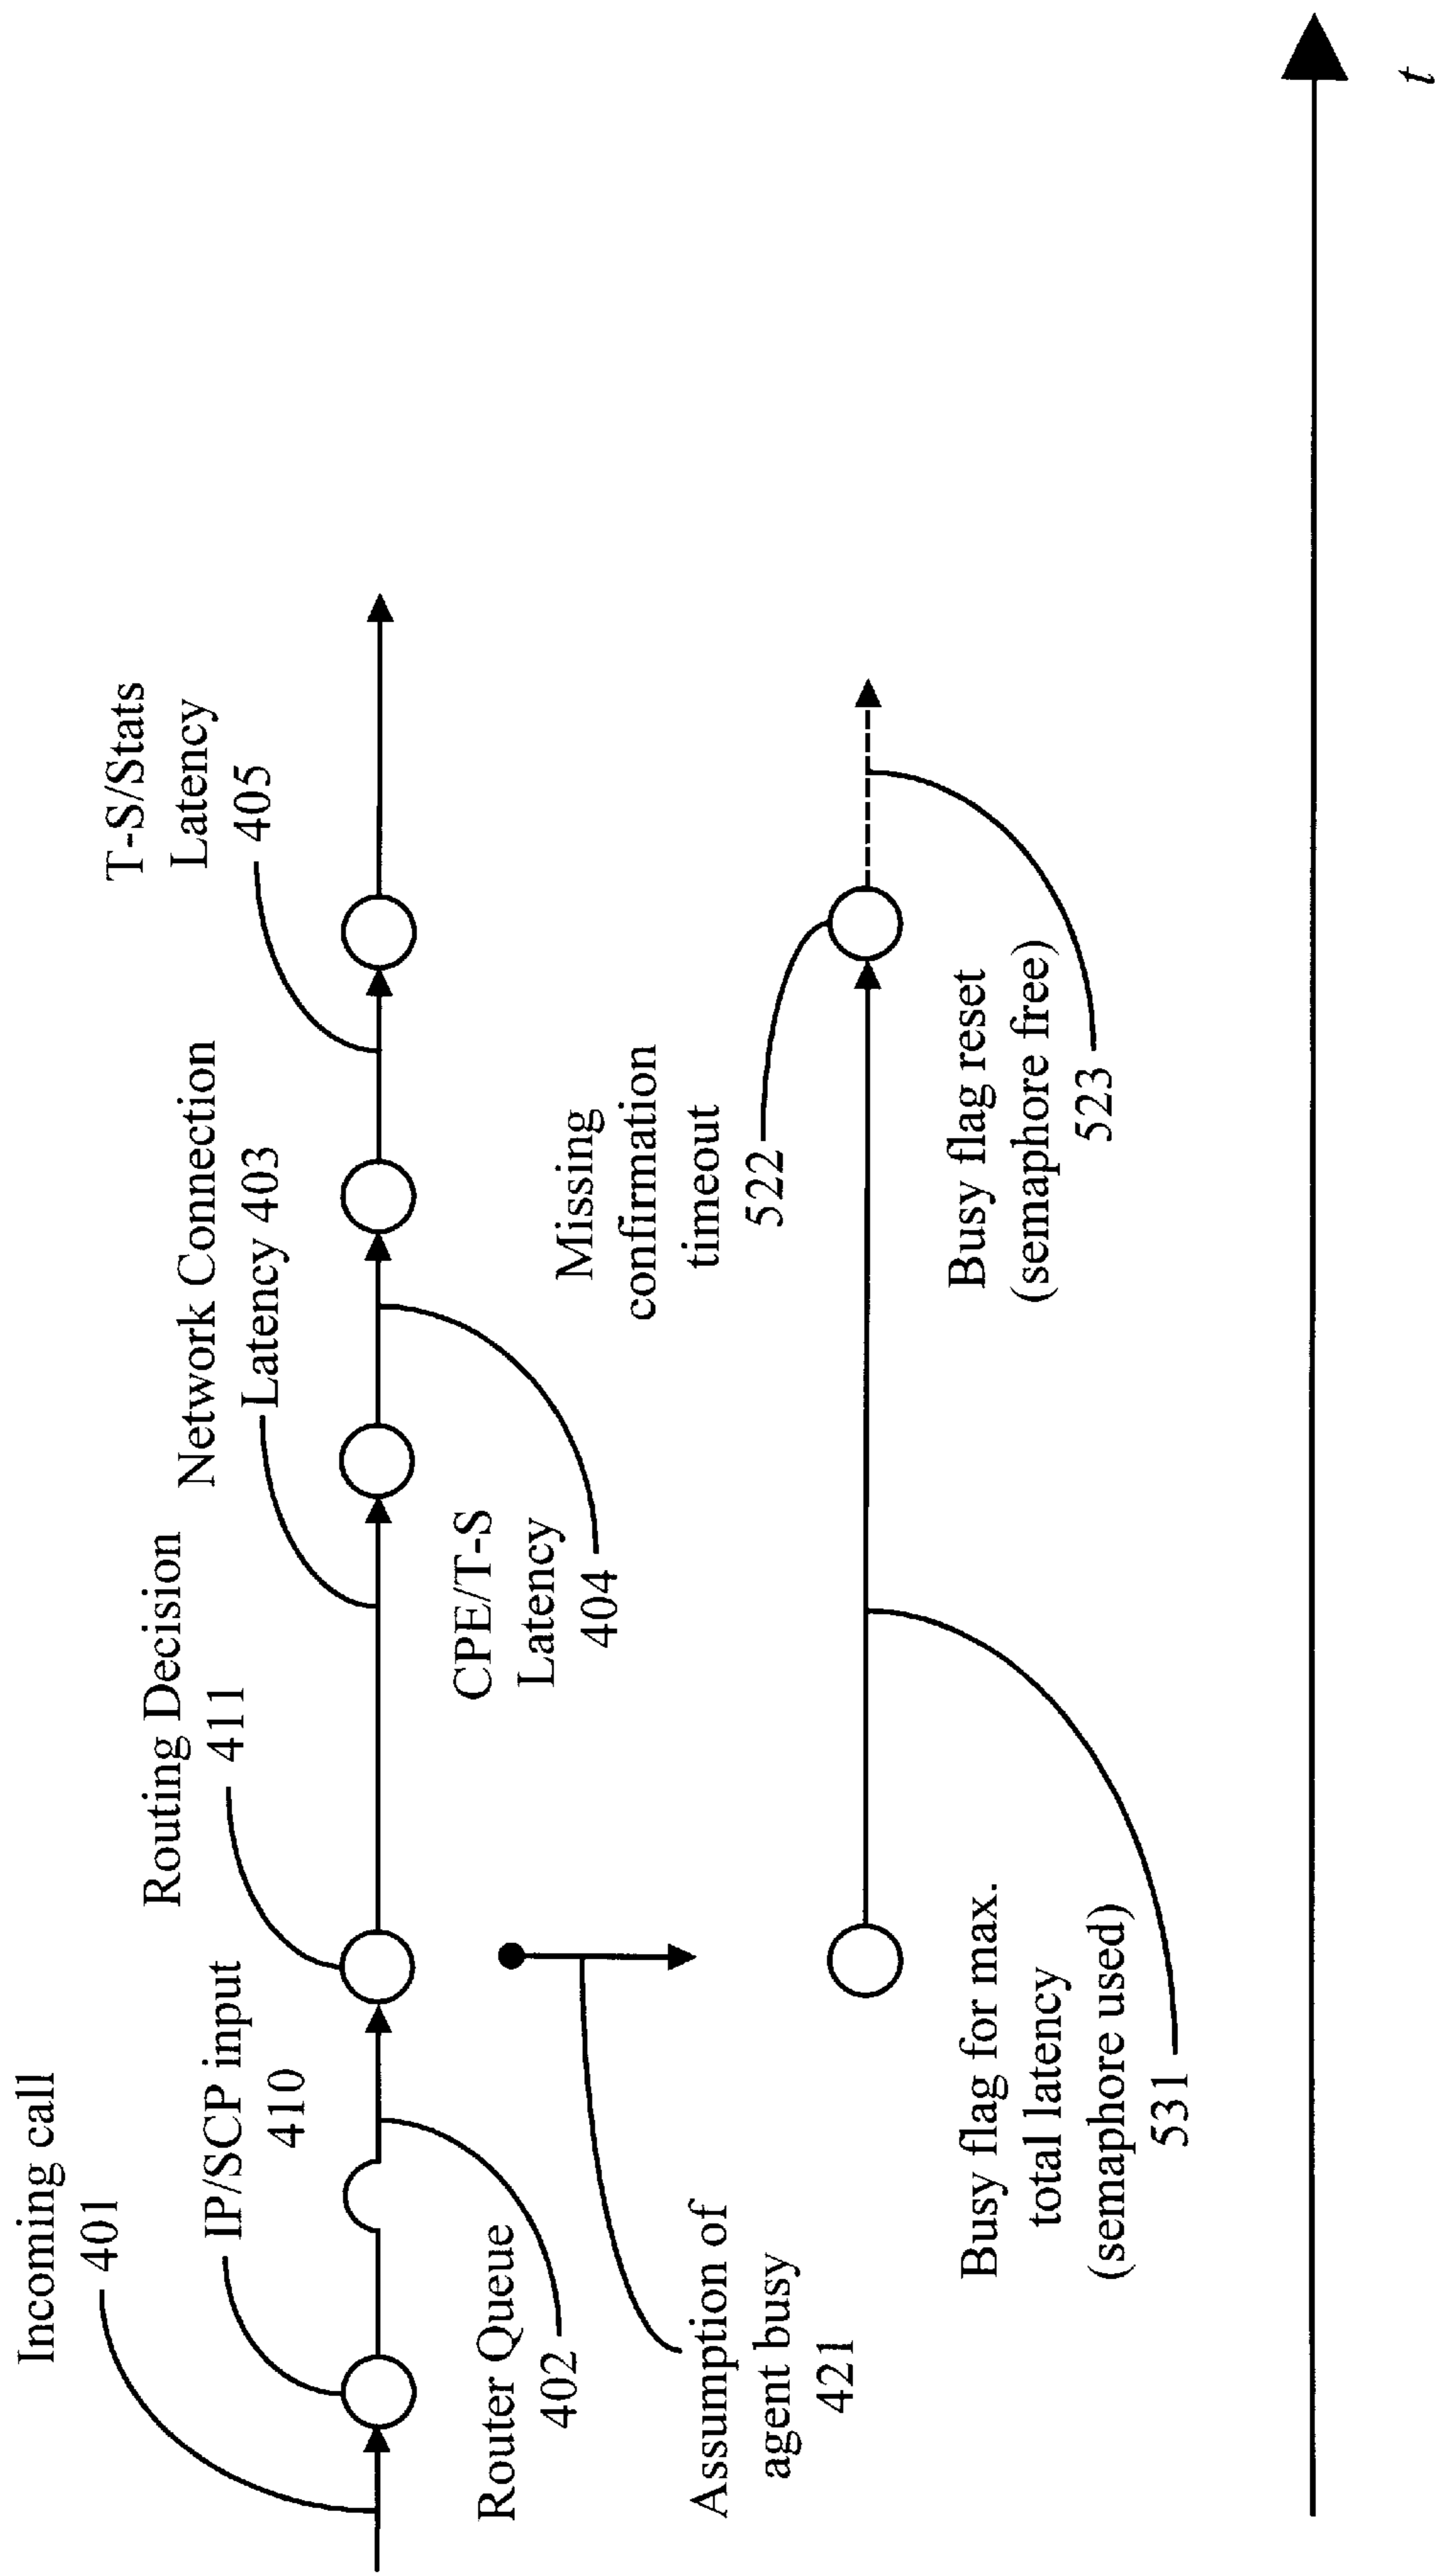 Incoming call
401
IP/SCP input
410
Routing Decision
411
Network Connection
Latency 403
T-S/Stats
Latency
405
Router Queue
402
CPE/T-S
Latency
404
Assumption of
agent busy
421
Missing
confirmation
timeout
522
Busy flag for max.
total latency
(semaphore used)
531
Busy flag reset
(semaphore free)
523
t